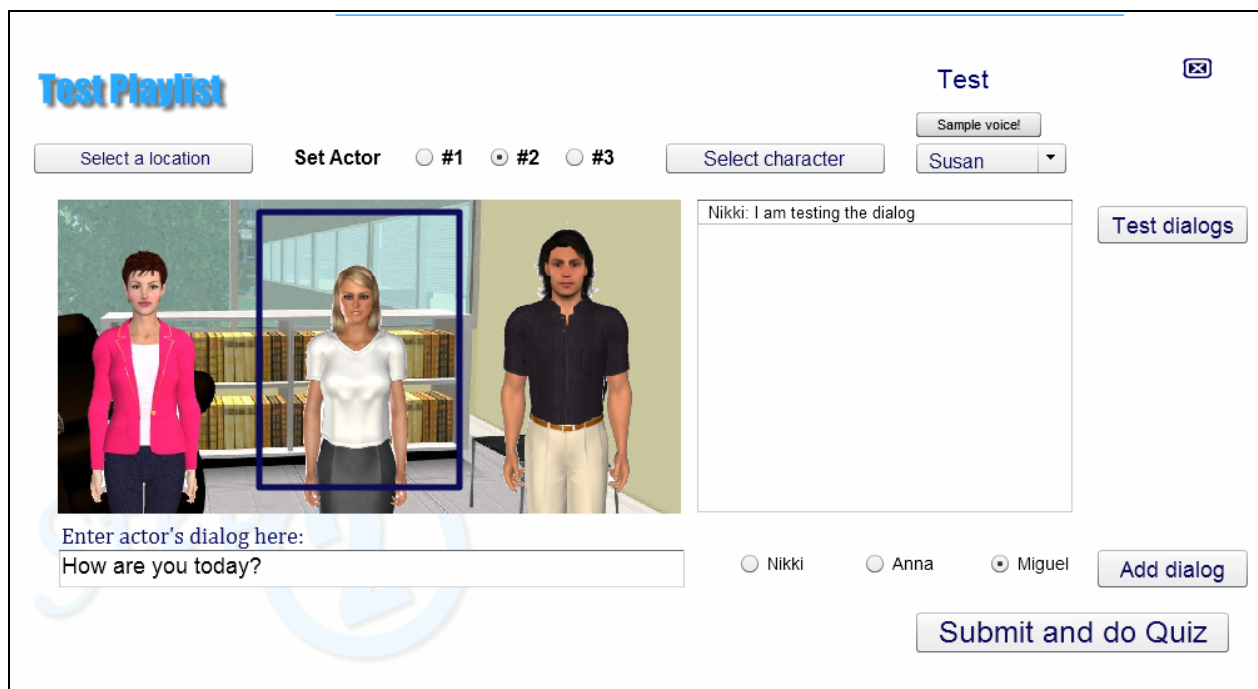 Test Playlist
Test
Sample voice!
Select a location
Set Actor #1 #2 #3
Select character
Susan
Nikki: I am testing the dialog
Test dialogs
Enter actor's dialog here:
How are you today?
Nikki Anna Miguel
Add dialog
Submit and do Quiz